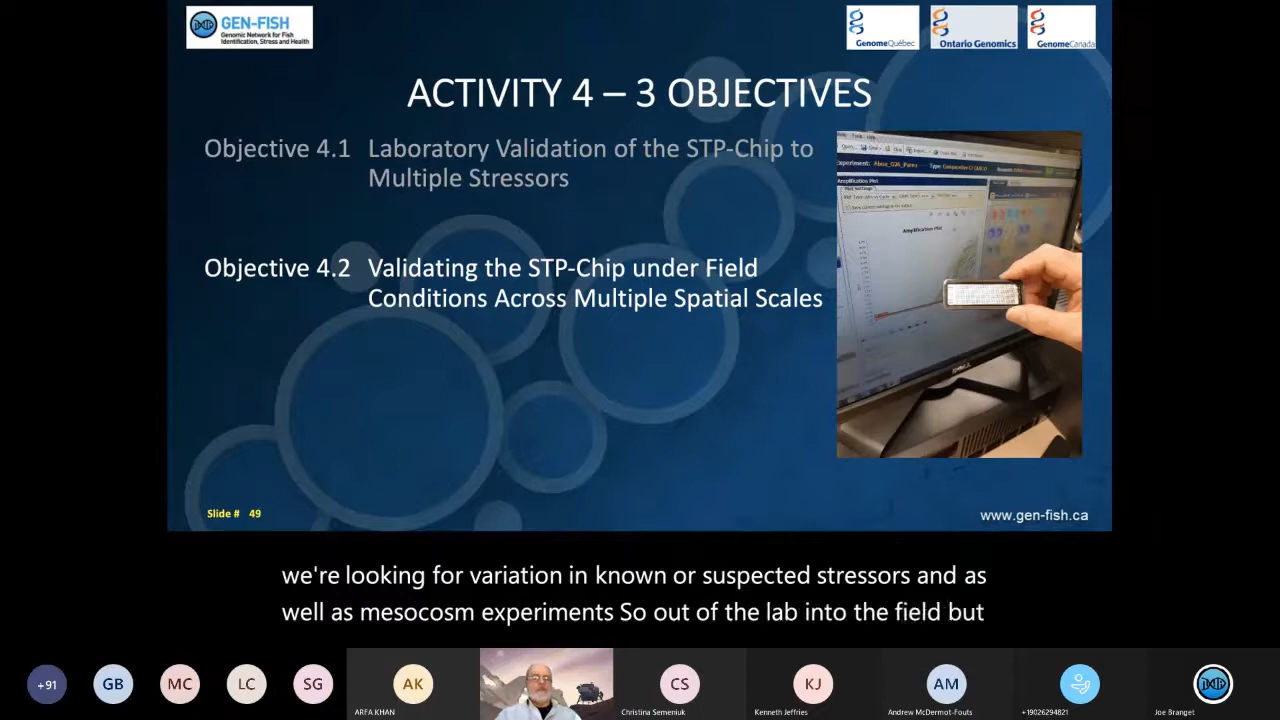 GEN-FISH
Genomic Network for Fish
Identification, Stress and Health
GenomeQuébec
Ontario Genomics
GenomeCanada
ACTIVITY 4 – 3 OBJECTIVES
Objective 4.1 Laboratory Validation of the STP-Chip to
Multiple Stressors
Objective 4.2 Validating the STP-Chip under Field
Conditions Across Multiple Spatial Scales
Amplification Plot
Slide # 49
www.gen-fish.ca
we're looking for variation in known or suspected stressors and as
well as mesocosm experiments So out of the lab into the field but
+91
GB
MC
LC
SG
AK
CS
KJ
AM
ARFA KHAN
Christina Semeniuk
Kenneth Jeffries
Andrew McDermot-Fouts
+19026294821
Joe Branget